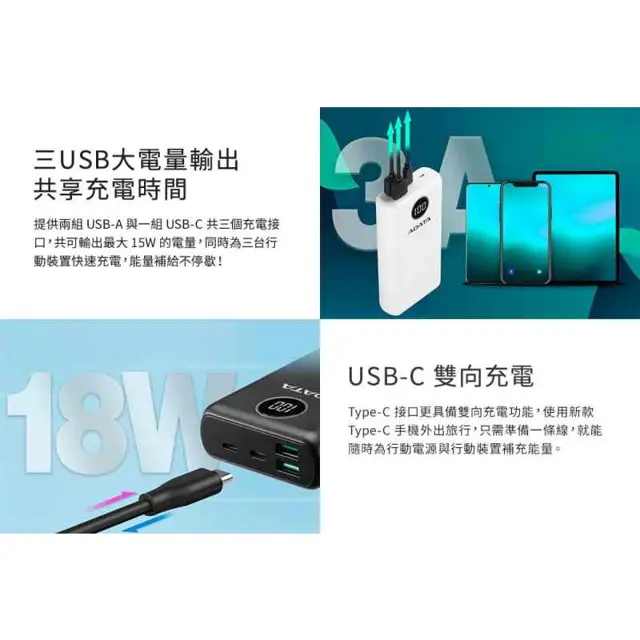 三USB大電量輸出
共享充電時間
提供兩組 USB-A 與一組 USB-C 共三個充電接
口，共可輸出最大 15W 的電量，同時為三台行
動裝置快速充電，能量補給不停歇！
3A
100
ADATA
18W
ADATA
100
USB-C 雙向充電
Type-C 接口更具備雙向充電功能，使用新款
Type-C 手機外出旅行，只需準備一條線，就能
隨時為行動電源與行動裝置補充能量。